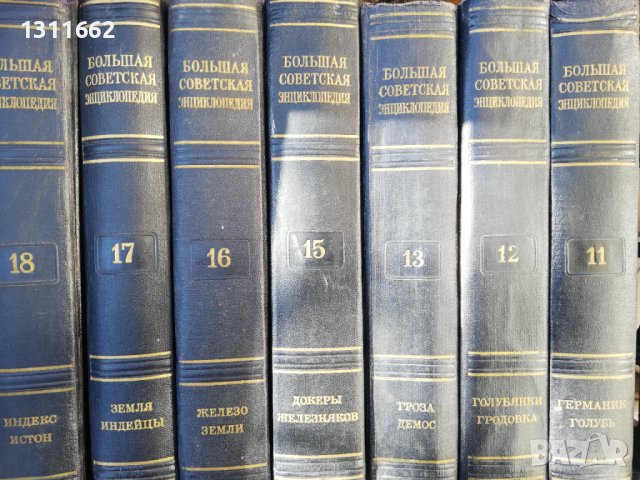 1311662
БОЛЬШАЯ
СОВЕТСКАЯ
ЭНЦИКЛОПЕДИЯ
18
ИНДЕКС
ИСТОН
БОЛЬШАЯ
СОВЕТСКАЯ
ЭНЦИКЛОПЕДИЯ
17
ЗЕМЛЯ
ИНДЕЙЦЫ
БОЛЬШАЯ
СОВЕТСКАЯ
ЭНЦИКЛОПЕДИЯ
16
ЖЕЛЕЗО
ЗЕМЛИ
БОЛЬШАЯ
СОВЕТСКАЯ
ЭНЦИКЛОПЕДИЯ
15
ДОКЕРЫ
ЖЕЛЕЗНЯКОВ
БОЛЬШАЯ
СОВЕТСКАЯ
ЭНЦИКЛОПЕДИЯ
13
ГРОЗА
ДЕМОС
БОЛЬШАЯ
СОВЕТСКАЯ
ЭНЦИКЛОПЕДИЯ
12
ГОЛУБЯНКИ
ГРОДОВКА
БОЛЬШАЯ
СОВЕТСКАЯ
ЭНЦИКЛОПЕДИЯ
11
ГЕРМАНИК
ГОЛУБЬ
BAZAR